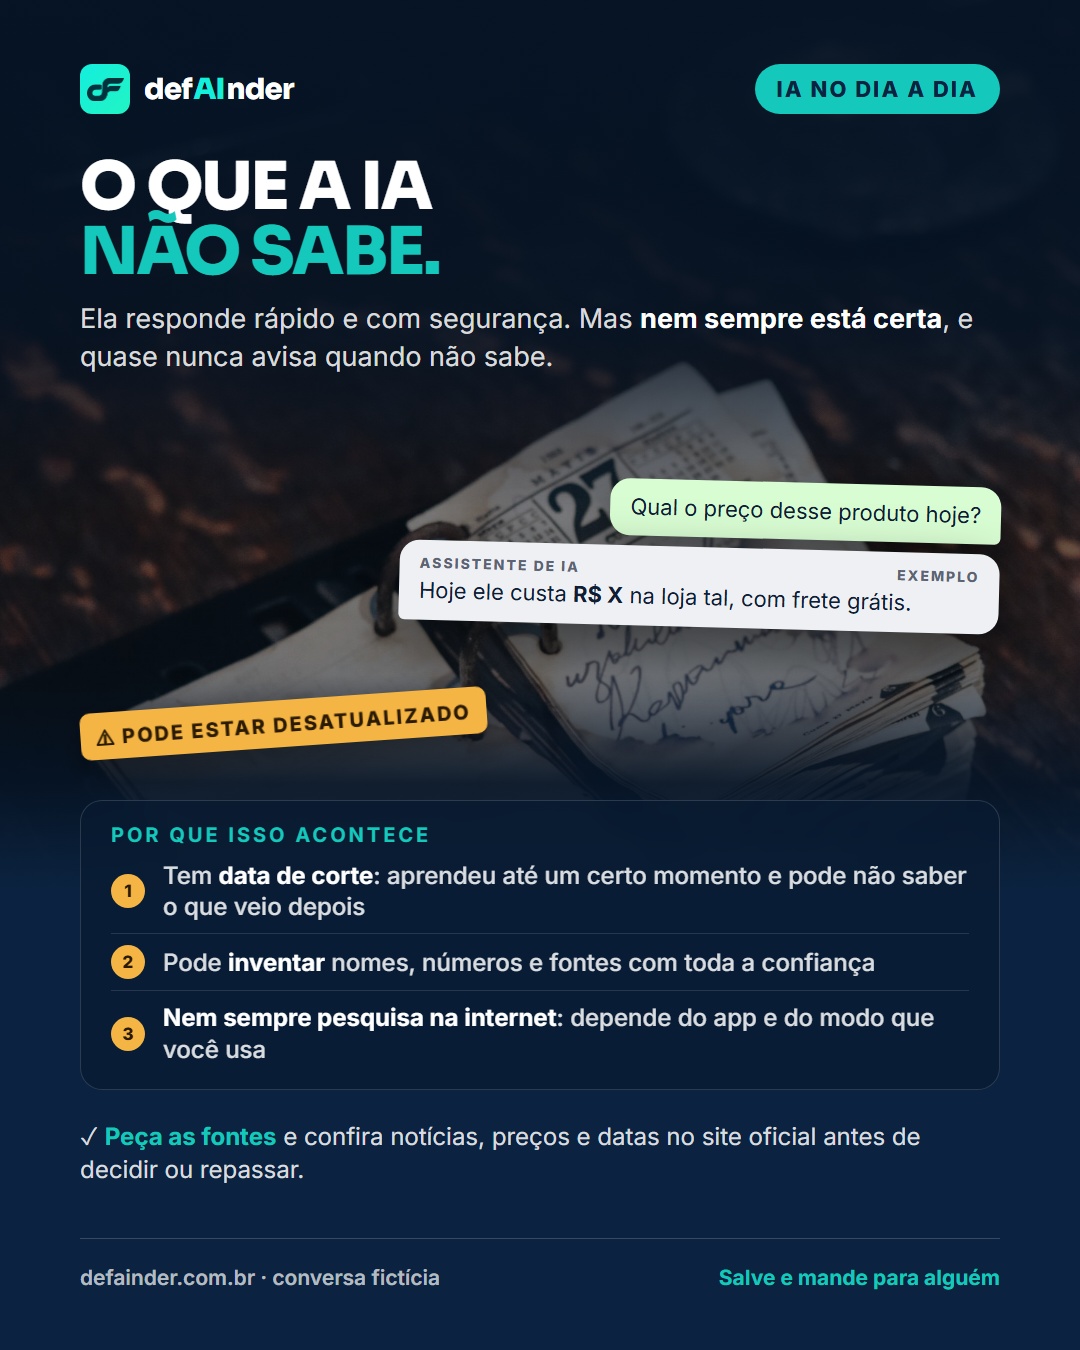 defAInder
IA NO DIA A DIA
O QUE A IA
NÃO SABE.
Ela responde rápido e com segurança. Mas nem sempre está certa, e
quase nunca avisa quando não sabe.
27
Qual o preço desse produto hoje?
ASSISTENTE DE IA
EXEMPLO
Hoje ele custa R$ X na loja tal, com frete grátis.
⚠ PODE ESTAR DESATUALIZADO
POR QUE ISSO ACONTECE
1 Tem data de corte: aprendeu até um certo momento e pode não saber
o que veio depois
2 Pode inventar nomes, números e fontes com toda a confiança
3 Nem sempre pesquisa na internet: depende do app e do modo que
você usa
✓ Peça as fontes e confira notícias, preços e datas no site oficial antes de
decidir ou repassar.
defainder.com.br · conversa fictícia
Salve e mande para alguém